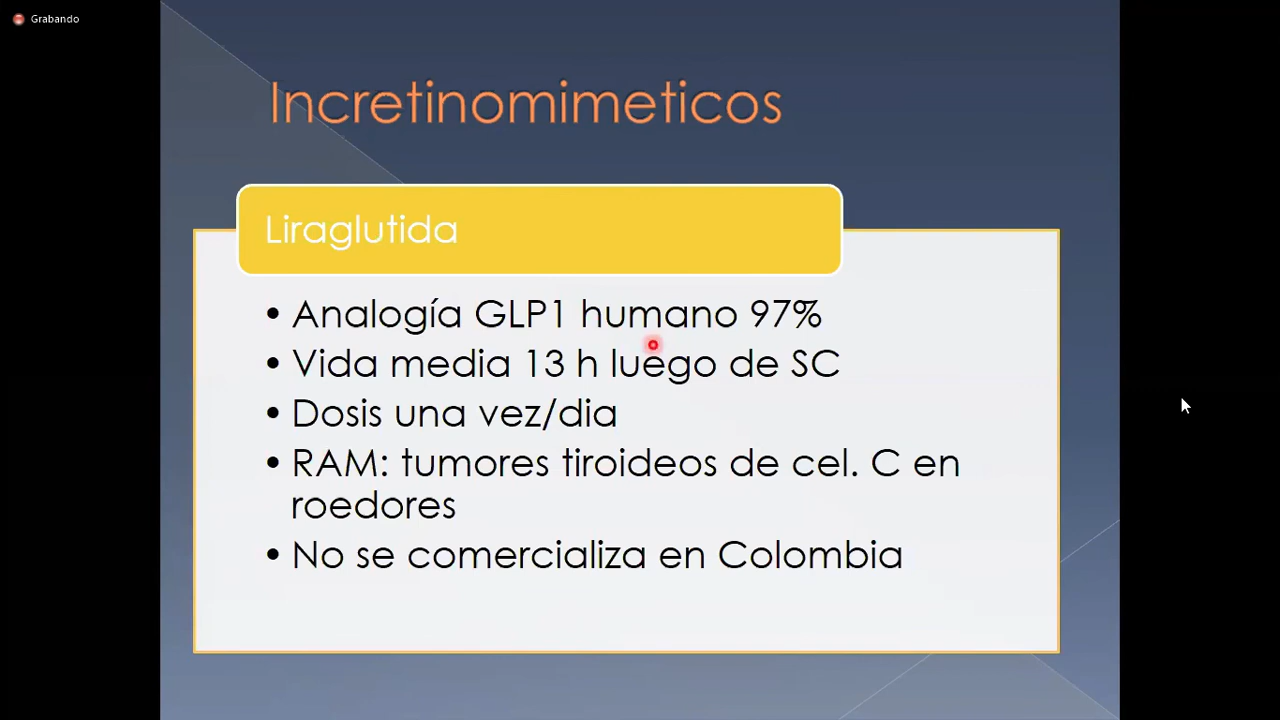 Grabando
Incretinomimeticos
Liraglutida
• Analogía GLP1 humano 97%
• Vida media 13 h luego de SC
• Dosis una vez/dia
• RAM: tumores tiroideos de cel. C en
roedores
• No se comercializa en Colombia